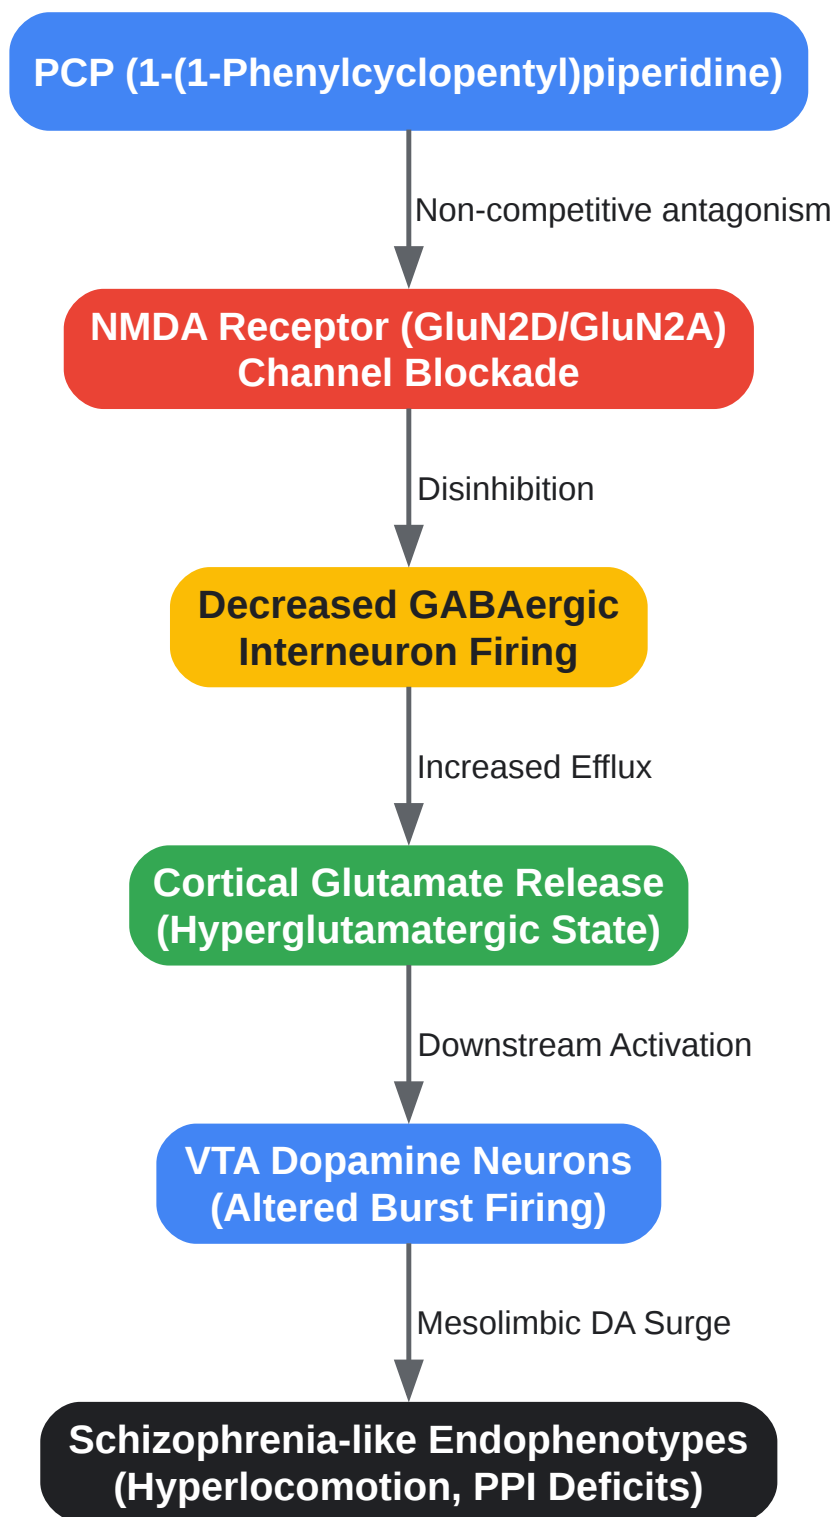 PCP (1-(1-Phenylcyclopentyl)piperidine)
Non-competitive antagonism
NMDA Receptor (GluN2D/GluN2A)
Channel Blockade
Disinhibition
Decreased GABAergic
Interneuron Firing
Increased Efflux
Cortical Glutamate Release
(Hyperglutamatergic State)
Downstream Activation
VTA Dopamine Neurons
(Altered Burst Firing)
Mesolimbic DA Surge
Schizophrenia-like Endophenotypes
(Hyperlocomotion, PPI Deficits)